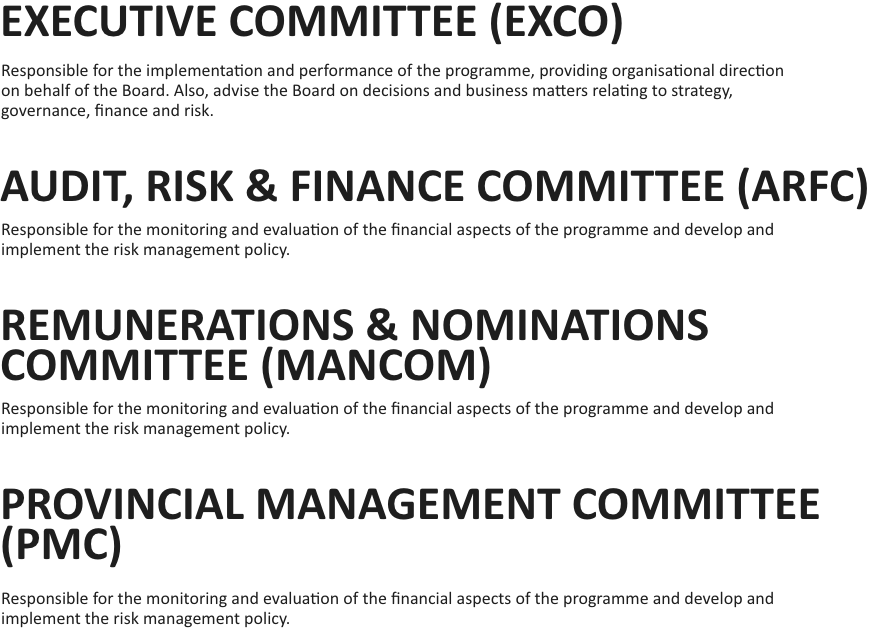 EXECUTIVE COMMITTEE (EXCO)
Responsible for the implementation and performance of the programme, providing organisational direction
on behalf of the Board. Also, advise the Board on decisions and business matters relating to strategy,
governance, finance and risk.
AUDIT, RISK & FINANCE COMMITTEE (ARFC)
Responsible for the monitoring and evaluation of the financial aspects of the programme and develop and
implement the risk management policy.
REMUNERATIONS & NOMINATIONS
COMMITTEE (MANCOM)
Responsible for the monitoring and evaluation of the financial aspects of the programme and develop and
implement the risk management policy.
PROVINCIAL MANAGEMENT COMMITTEE
(PMC)
Responsible for the monitoring and evaluation of the financial aspects of the programme and develop and
implement the risk management policy.